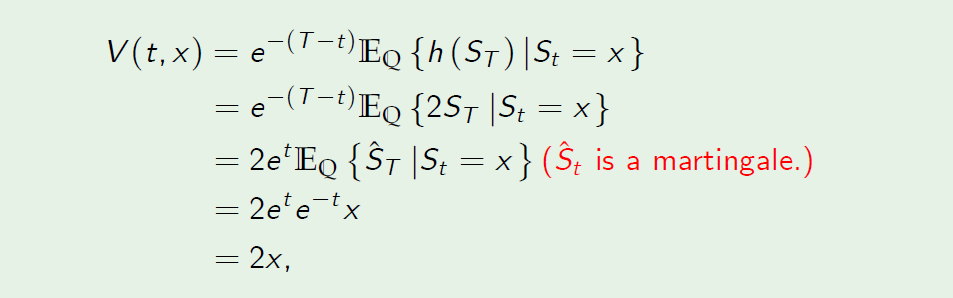 V(t, x) = e^{-(T-t)} 𝔼_ℚ {h (S_T) |S_t = x}
= e^{-(T-t)} 𝔼_ℚ {2S_T |S_t = x}
= 2e^t 𝔼_ℚ {Ŝ_T |S_t = x} (Ŝ_t is a martingale.)
= 2e^t e^{-t} x
= 2x,